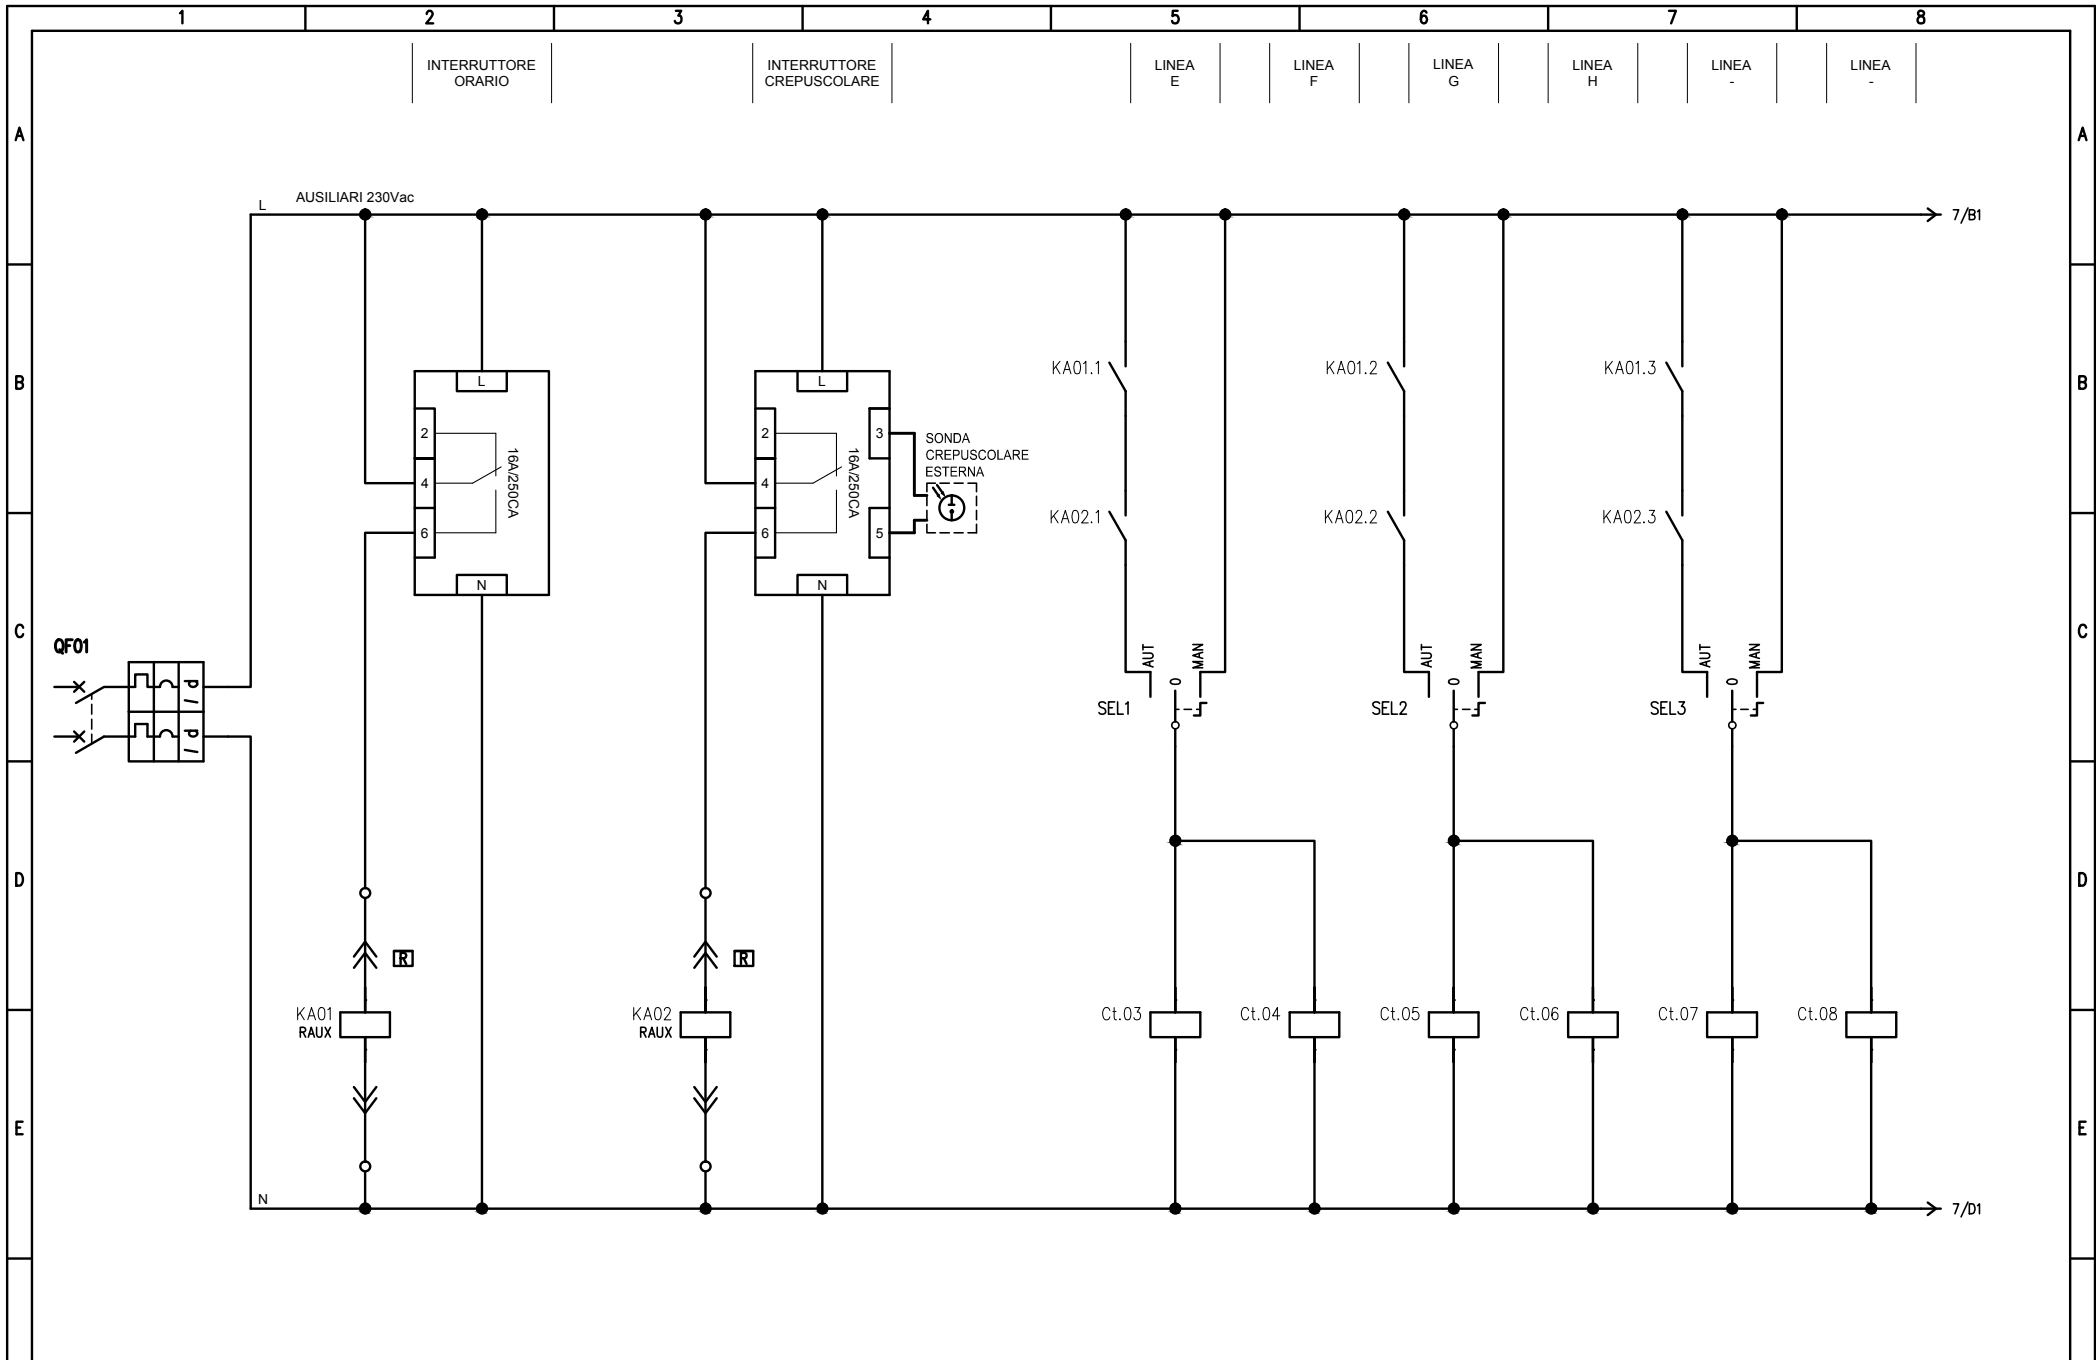 1 2 3 4 5 6 7 8
INTERRUTTORE
ORARIO
INTERRUTTORE
CREPUSCOLARE
LINEA
E
LINEA
F
LINEA
G
LINEA
H
LINEA
-
LINEA
-
A A
L AUSILIARI 230Vac
7/B1
B B
L
2
4
6
16A/250CA
N
L
2
4
6
16A/250CA
3
5
N
SONDA
CREPUSCOLARE
ESTERNA
KA01.1
KA01.2
KA01.3
KA02.1
KA02.2
KA02.3
C C
QF01
I d
I d
AUT 0 MAN
SEL1
AUT 0 MAN
SEL2
AUT 0 MAN
SEL3
D D
R
R
KA01
RAUX
KA02
RAUX
Ct.03
Ct.04
Ct.05
Ct.06
Ct.07
Ct.08
E E
N
7/D1